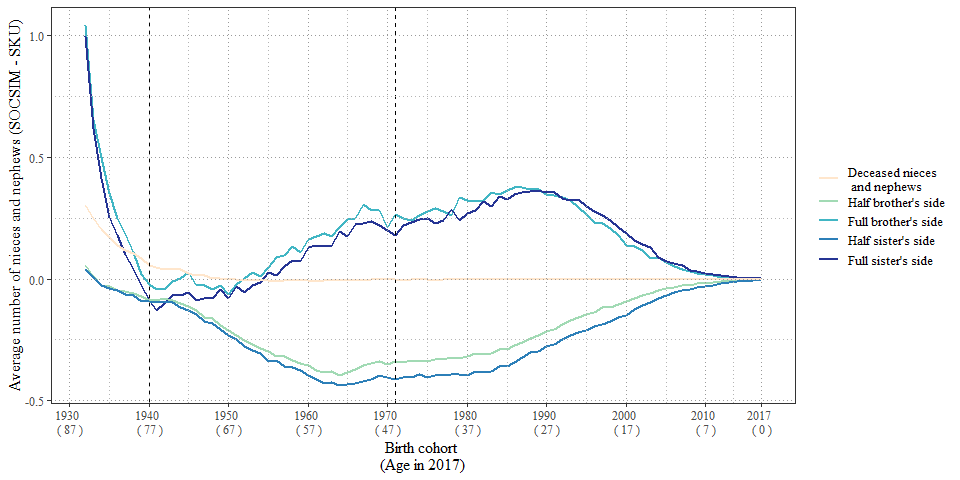 Average number of nieces and nephews (SOCSIM - SKU)
1.0
0.5
0.0
-0.5
1930 1940 1950 1960 1970 1980 1990 2000 2010 2017
( 87 ) ( 77 ) ( 67 ) ( 57 ) ( 47 ) ( 37 ) ( 27 ) ( 17 ) ( 7 ) ( 0 )
Birth cohort
(Age in 2017)
Deceased nieces
and nephews
Half brother's side
Full brother's side
Half sister's side
Full sister's side